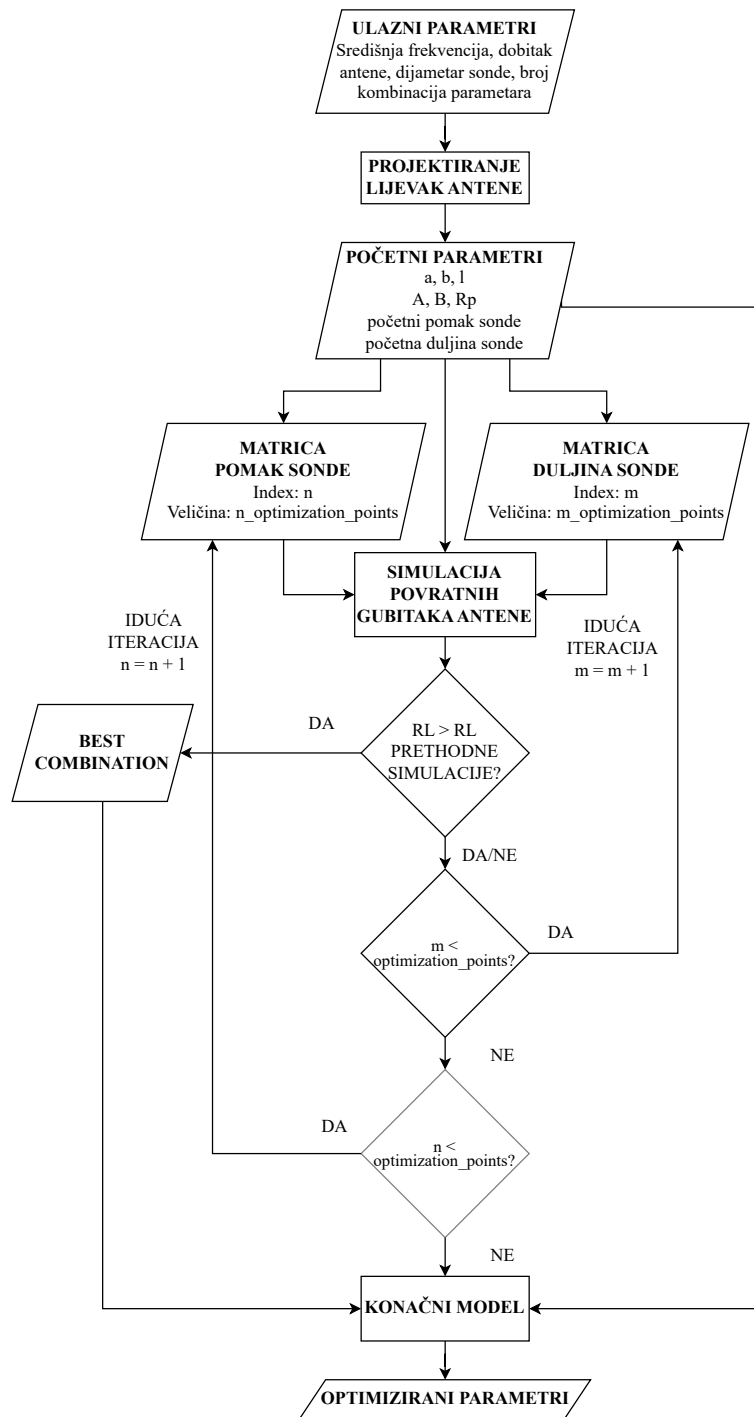 ULAZNI PARAMETRI
Središnja frekvencija, dobitak
antene, dijametar sonde, broj
kombinacija parametara
PROJEKTIRANJE
LIJEVAK ANTENE
POČETNI PARAMETRI
a, b, l
A, B, Rp
početni pomak sonde
početna duljina sonde
MATRICA
POMAK SONDE
Index: n
Veličina: n_optimization_points
MATRICA
DULJINA SONDE
Index: m
Veličina: m_optimization_points
SIMULACIJA
POVRATNIH
GUBITAKA ANTENE
IDUĆA
ITERACIJA
n = n + 1
IDUĆA
ITERACIJA
m = m + 1
RL > RL
PRETHODNE
SIMULACIJE?
DA
BEST
COMBINATION
DA/NE
m <
optimization_points?
DA
NE
n <
optimization_points?
DA
NE
KONAČNI MODEL
OPTIMIZIRANI PARAMETRI